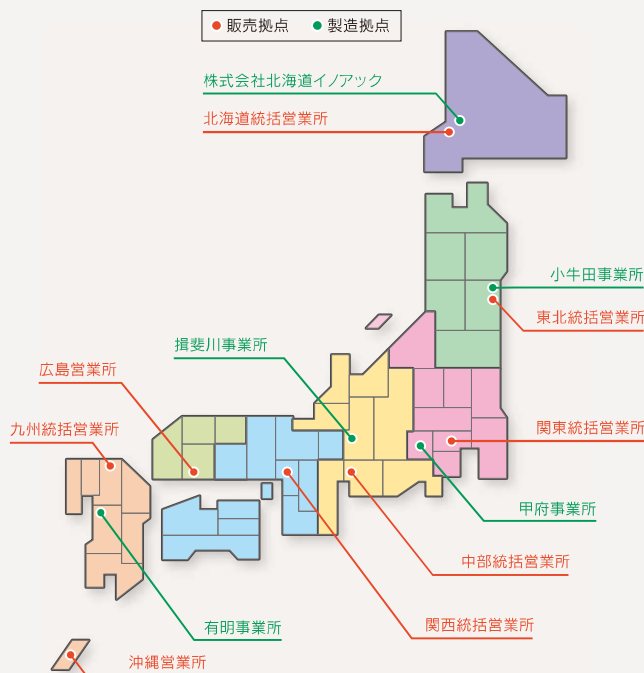 ● 販売拠点 ● 製造拠点
株式会社北海道イノアック
北海道統括営業所
小牛田事業所
東北統括営業所
揖斐川事業所
広島営業所
九州統括営業所
関東統括営業所
甲府事業所
中部統括営業所
関西統括営業所
有明事業所
沖縄営業所